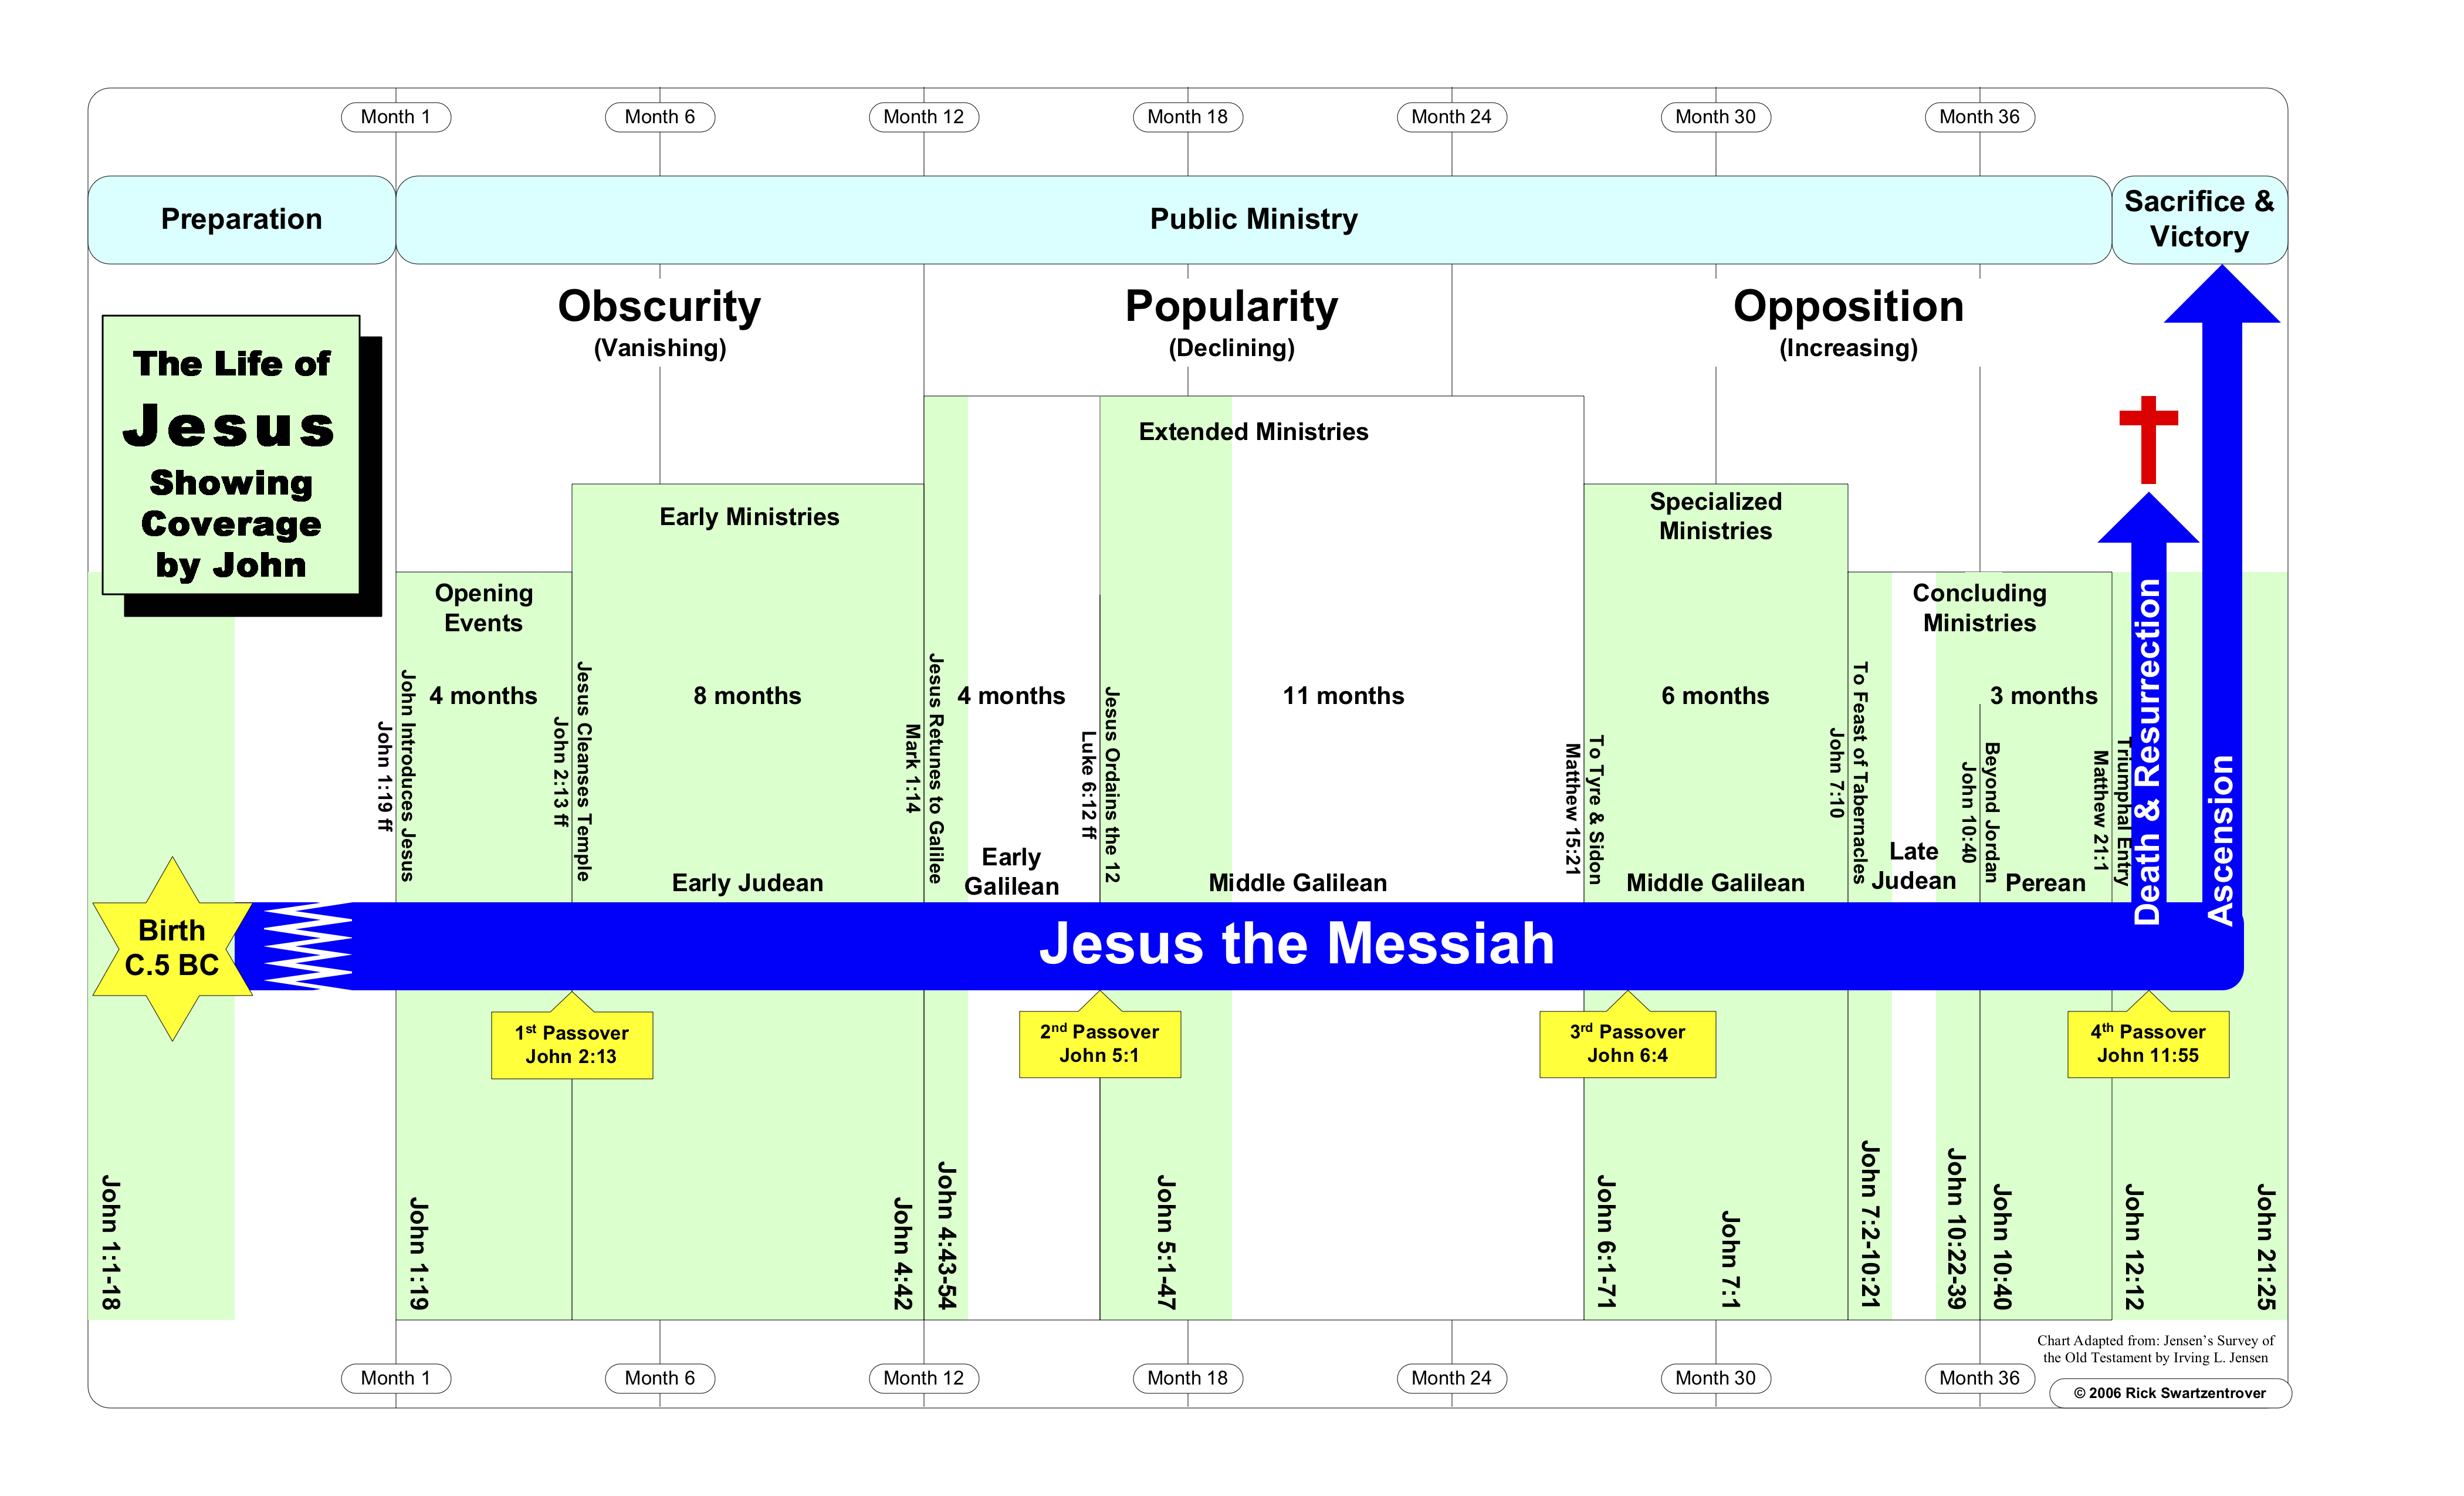 Month 1
Month 6
Month 12
Month 18
Month 24
Month 30
Month 36
Preparation
Public Ministry
Sacrifice &
Victory
Obscurity
(Vanishing)
Popularity
(Declining)
Opposition
(Increasing)
The Life of
Jesus
Showing
Coverage
by John
Extended Ministries
Early Ministries
Specialized
Ministries
Opening
Events
Concluding
Ministries
4 months
8 months
4 months
11 months
6 months
3 months
John Introduces Jesus
John 1:19 ff
Jesus Cleanses Temple
John 2:13 ff
Jesus Retunes to Galilee
Mark 1:14
Jesus Ordains the 12
Luke 6:12 ff
To Tyre & Sidon
Matthew 15:21
To Feast of Tabernacles
John 7:10
Beyond Jordan
John 10:40
Triumphal Entry
Matthew 21:1
Death & Resurrection
Ascension
Early Judean
Early
Galilean
Middle Galilean
Middle Galilean
Late
Judean
Perean
Birth
C.5 BC
Jesus the Messiah
1st Passover
John 2:13
2nd Passover
John 5:1
3rd Passover
John 6:4
4th Passover
John 11:55
John 1:1-18
John 1:19
John 4:42
John 4:43-54
John 5:1-47
John 6:1-71
John 7:1
John 7:2-10:21
John 10:22-39
John 10:40
John 12:12
John 21:25
Chart Adapted from: Jensen's Survey of
the Old Testament by Irving L. Jensen
Month 1
Month 6
Month 12
Month 18
Month 24
Month 30
Month 36
© 2006 Rick Swartzentrover